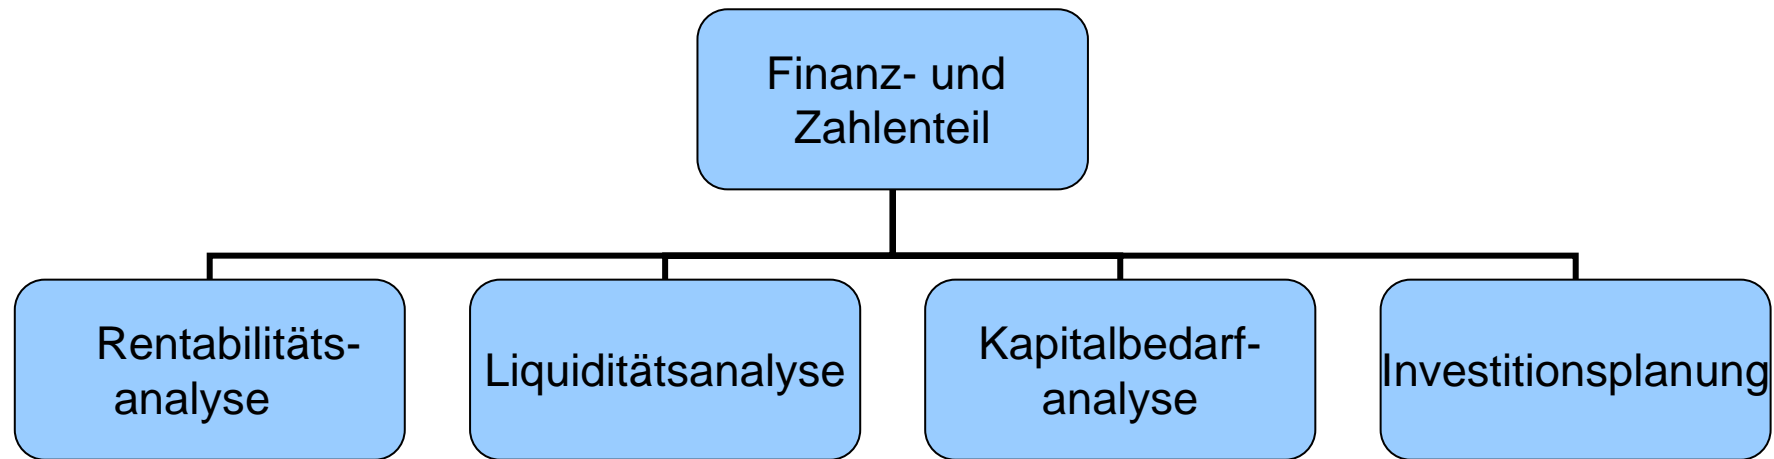 Finanz- und
Zahlenteil
Rentabilitäts-
analyse
Liquiditätsanalyse
Kapitalbedarf-
analyse
Investitionsplanung